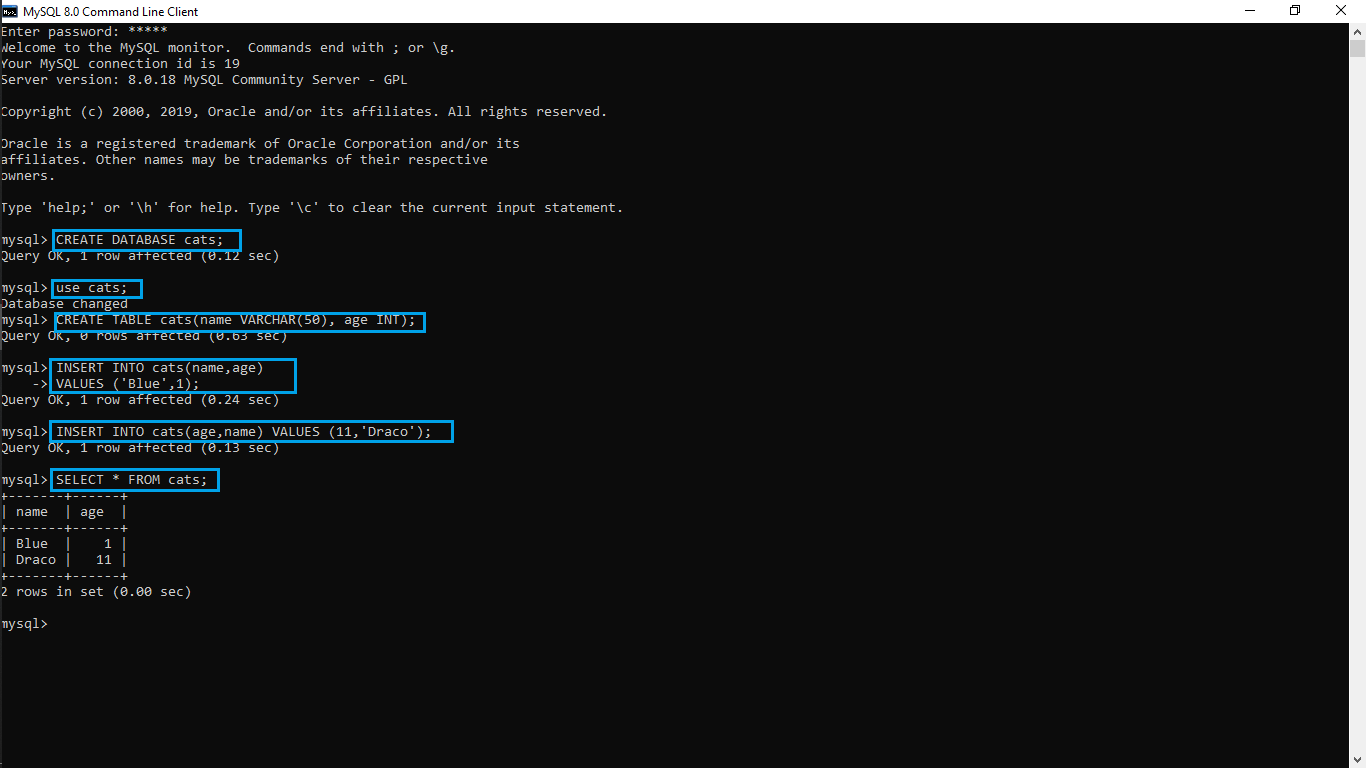 MySQL 8.0 Command Line Client
Enter password: *****
Welcome to the MySQL monitor.  Commands end with ; or \g.
Your MySQL connection id is 19
Server version: 8.0.18 MySQL Community Server - GPL
Copyright (c) 2000, 2019, Oracle and/or its affiliates. All rights reserved.
Oracle is a registered trademark of Oracle Corporation and/or its
affiliates. Other names may be trademarks of their respective
owners.
Type 'help;' or '\h' for help. Type '\c' to clear the current input statement.
mysql> CREATE DATABASE cats;
Query OK, 1 row affected (0.12 sec)
mysql> use cats;
Database changed
mysql> CREATE TABLE cats(name VARCHAR(50), age INT);
Query OK, 0 rows affected (0.63 sec)
mysql> INSERT INTO cats(name,age)
    -> VALUES ('Blue',1);
Query OK, 1 row affected (0.24 sec)
mysql> INSERT INTO cats(age,name) VALUES (11,'Draco');
Query OK, 1 row affected (0.13 sec)
mysql> SELECT * FROM cats;
+-------+------+
| name  | age  |
+-------+------+
| Blue  |    1 |
| Draco |   11 |
+-------+------+
2 rows in set (0.00 sec)
mysql>